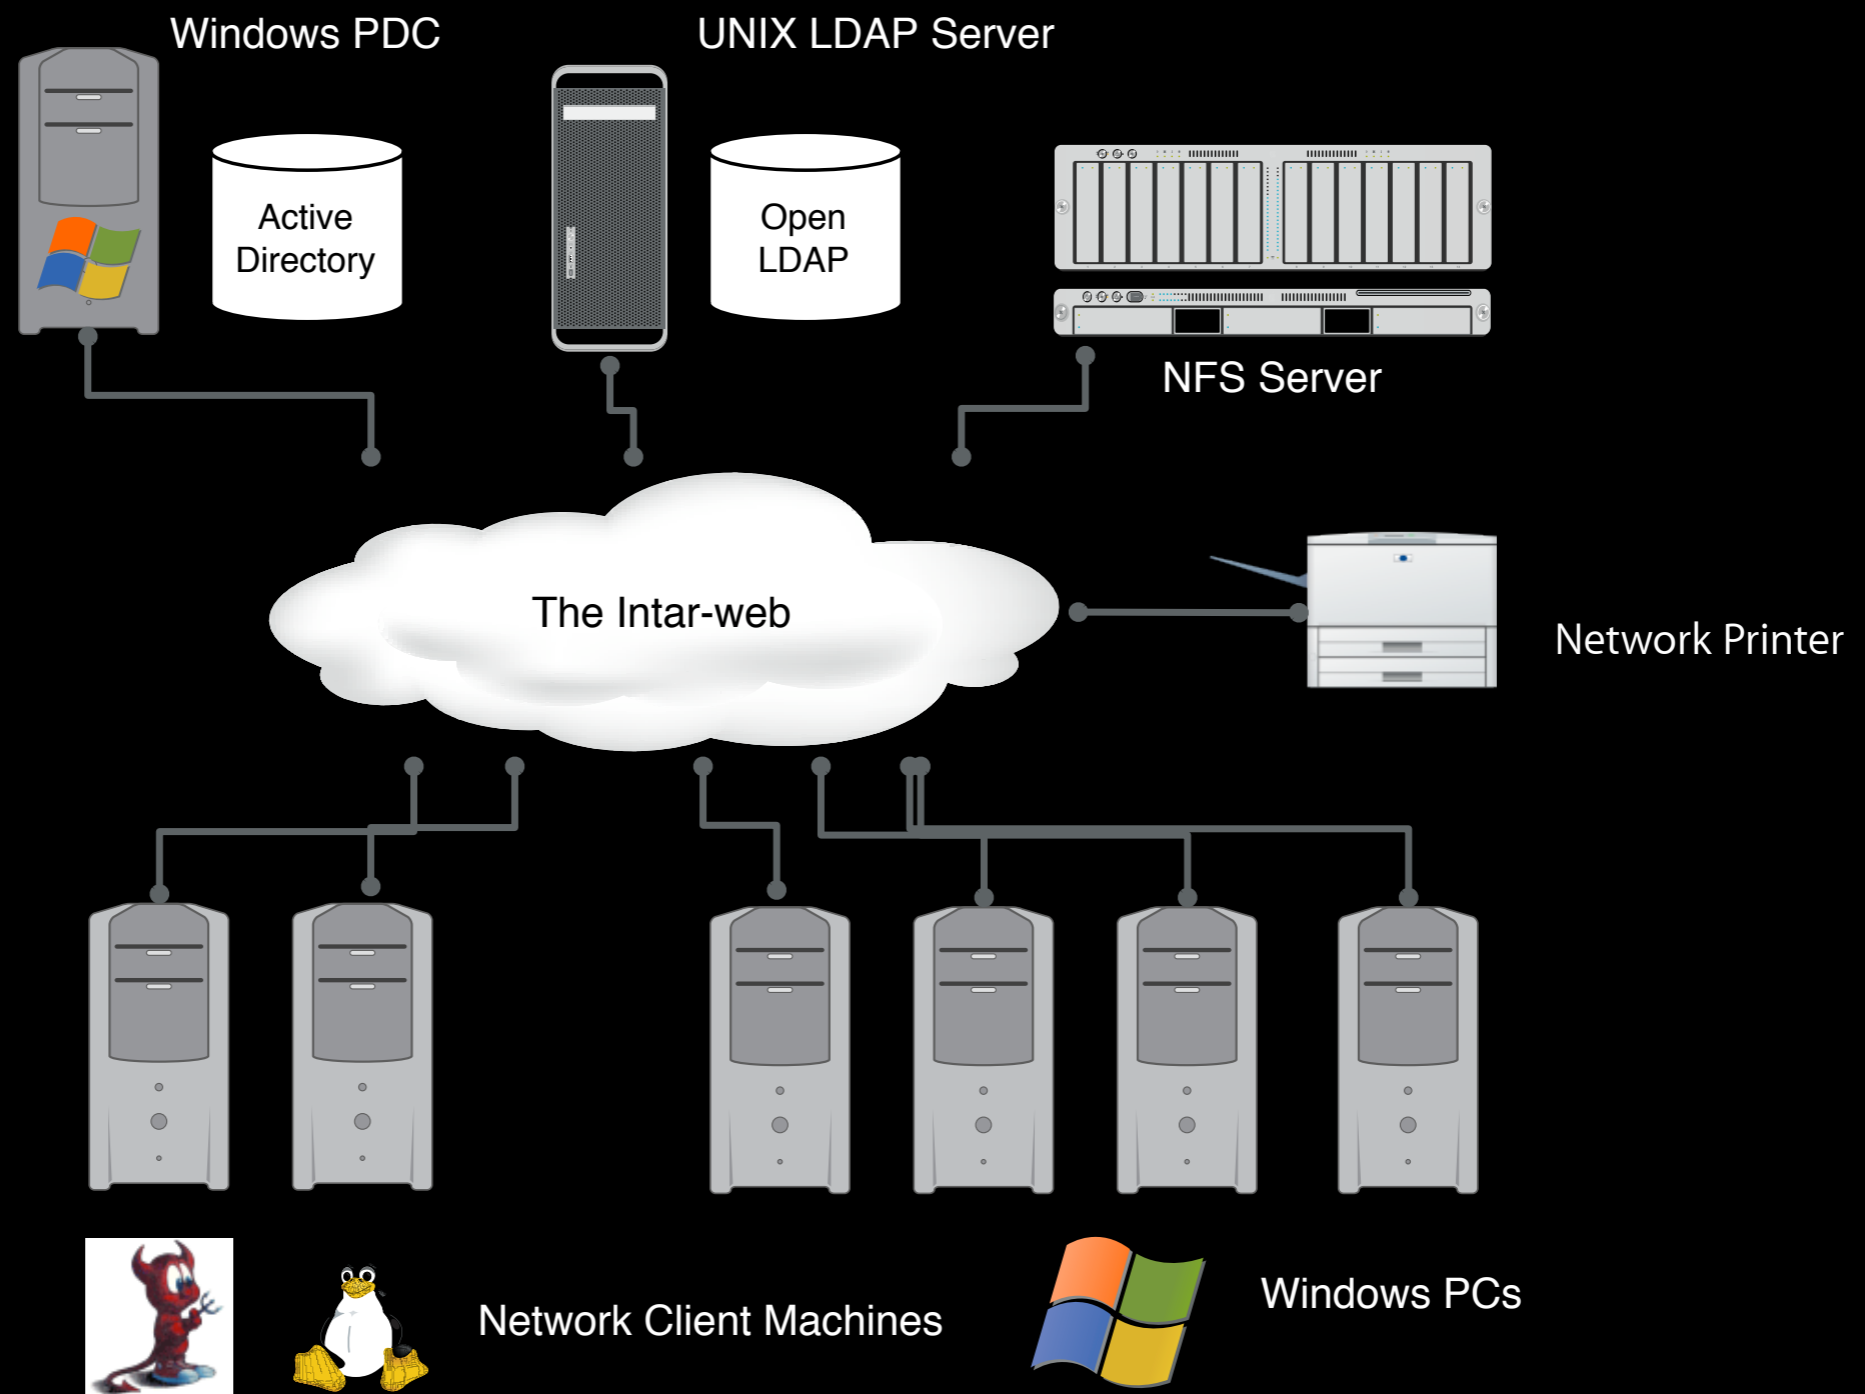 Windows PDC
UNIX LDAP Server
Active
Directory
Open
LDAP
NFS Server
The Intar-web
Network Printer
Network Client Machines
Windows PCs